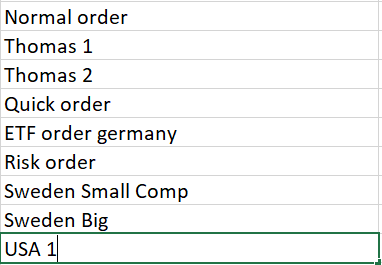 Normal order
Thomas 1
Thomas 2
Quick order
ETF order germany
Risk order
Sweden Small Comp
Sweden Big
USA 1